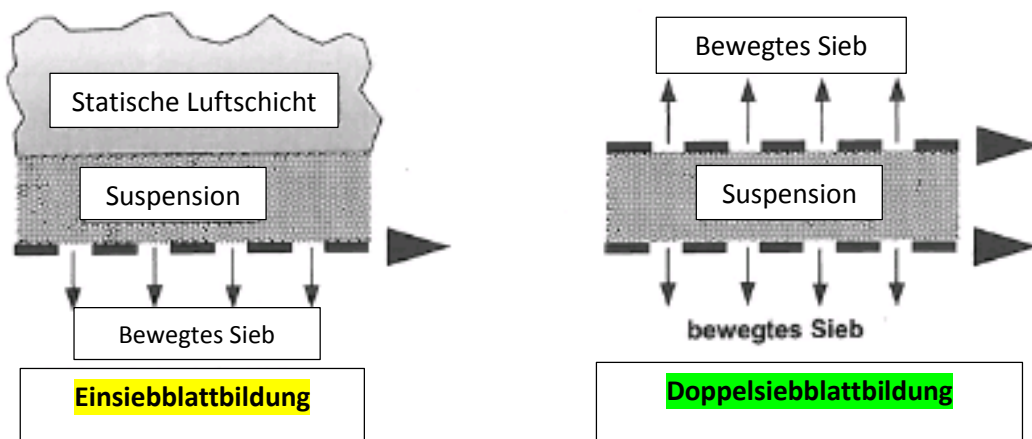 Statische Luftschicht
Suspension
Bewegtes Sieb
Einsiebblattbildung
Bewegtes Sieb
Suspension
bewegtes Sieb
Doppelsiebblattbildung